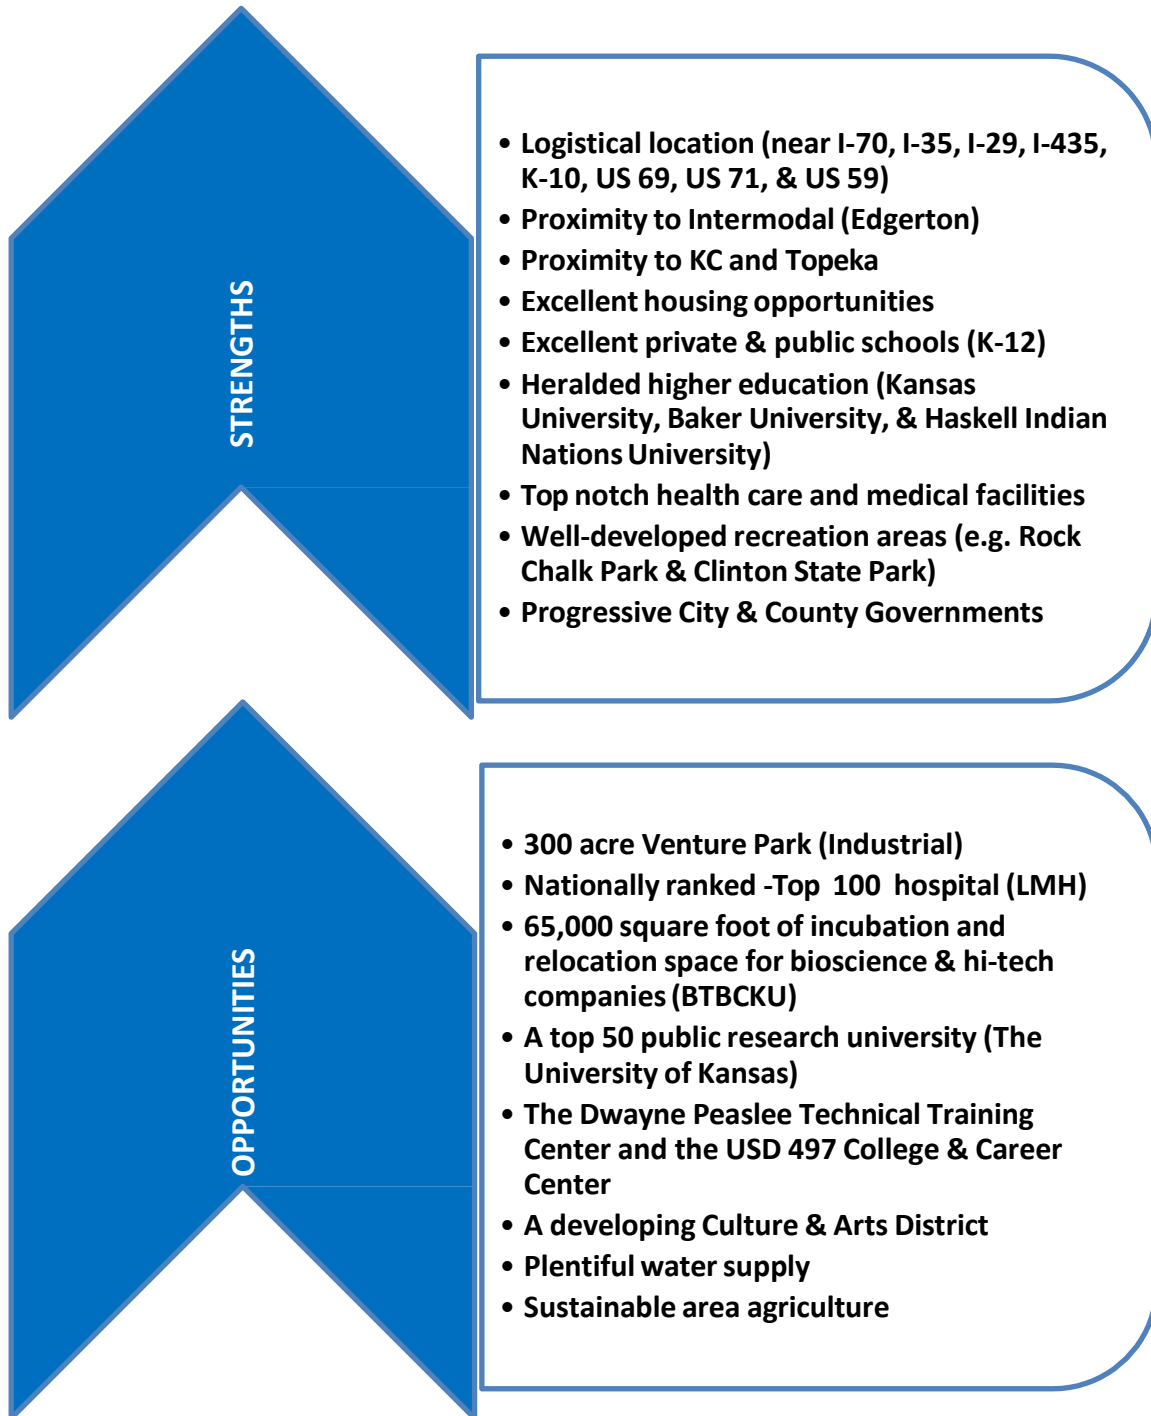 STRENGTHS
• Logistical location (near I-70, I-35, I-29, I-435,
K-10, US 69, US 71, & US 59)
• Proximity to Intermodal (Edgerton)
• Proximity to KC and Topeka
• Excellent housing opportunities
• Excellent private & public schools (K-12)
• Heralded higher education (Kansas
University, Baker University, & Haskell Indian
Nations University)
• Top notch health care and medical facilities
• Well-developed recreation areas (e.g. Rock
Chalk Park & Clinton State Park)
• Progressive City & County Governments
OPPORTUNITIES
• 300 acre Venture Park (Industrial)
• Nationally ranked -Top 100 hospital (LMH)
• 65,000 square foot of incubation and
relocation space for bioscience & hi-tech
companies (BTBCKU)
• A top 50 public research university (The
University of Kansas)
• The Dwayne Peaslee Technical Training
Center and the USD 497 College & Career
Center
• A developing Culture & Arts District
• Plentiful water supply
• Sustainable area agriculture